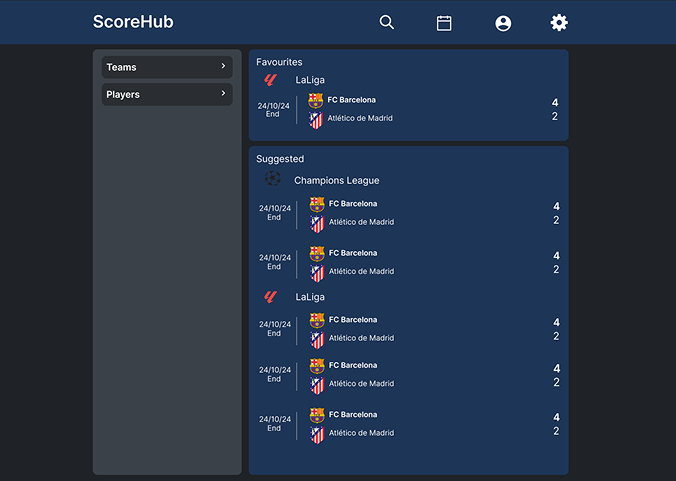 ScoreHub
Teams
Players
Favourites
LaLiga
24/10/24
End
FC Barcelona
4
Atlético de Madrid
2
Suggested
Champions League
24/10/24
End
FC Barcelona
4
Atlético de Madrid
2
24/10/24
End
FC Barcelona
4
Atlético de Madrid
2
LaLiga
24/10/24
End
FC Barcelona
4
Atlético de Madrid
2
24/10/24
End
FC Barcelona
4
Atlético de Madrid
2
24/10/24
End
FC Barcelona
4
Atlético de Madrid
2